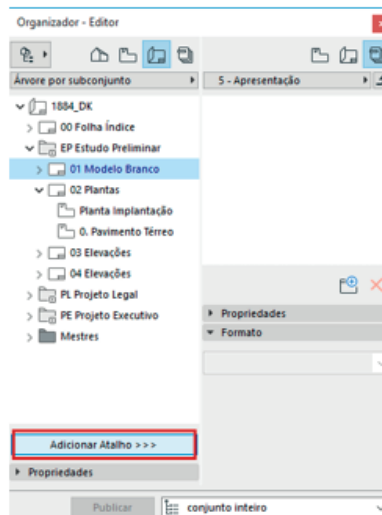 Organizador - Editor
Árvore por subconjunto
5 - Apresentação
1884_DK
00 Folha Índice
EP Estudo Preliminar
01 Modelo Branco
02 Plantas
Planta Implantação
0. Pavimento Térreo
03 Elevações
04 Elevações
PL Projeto Legal
PE Projeto Executivo
Mestres
Propriedades
Formato
Adicionar Atalho >>>
Propriedades
Publicar
conjunto inteiro